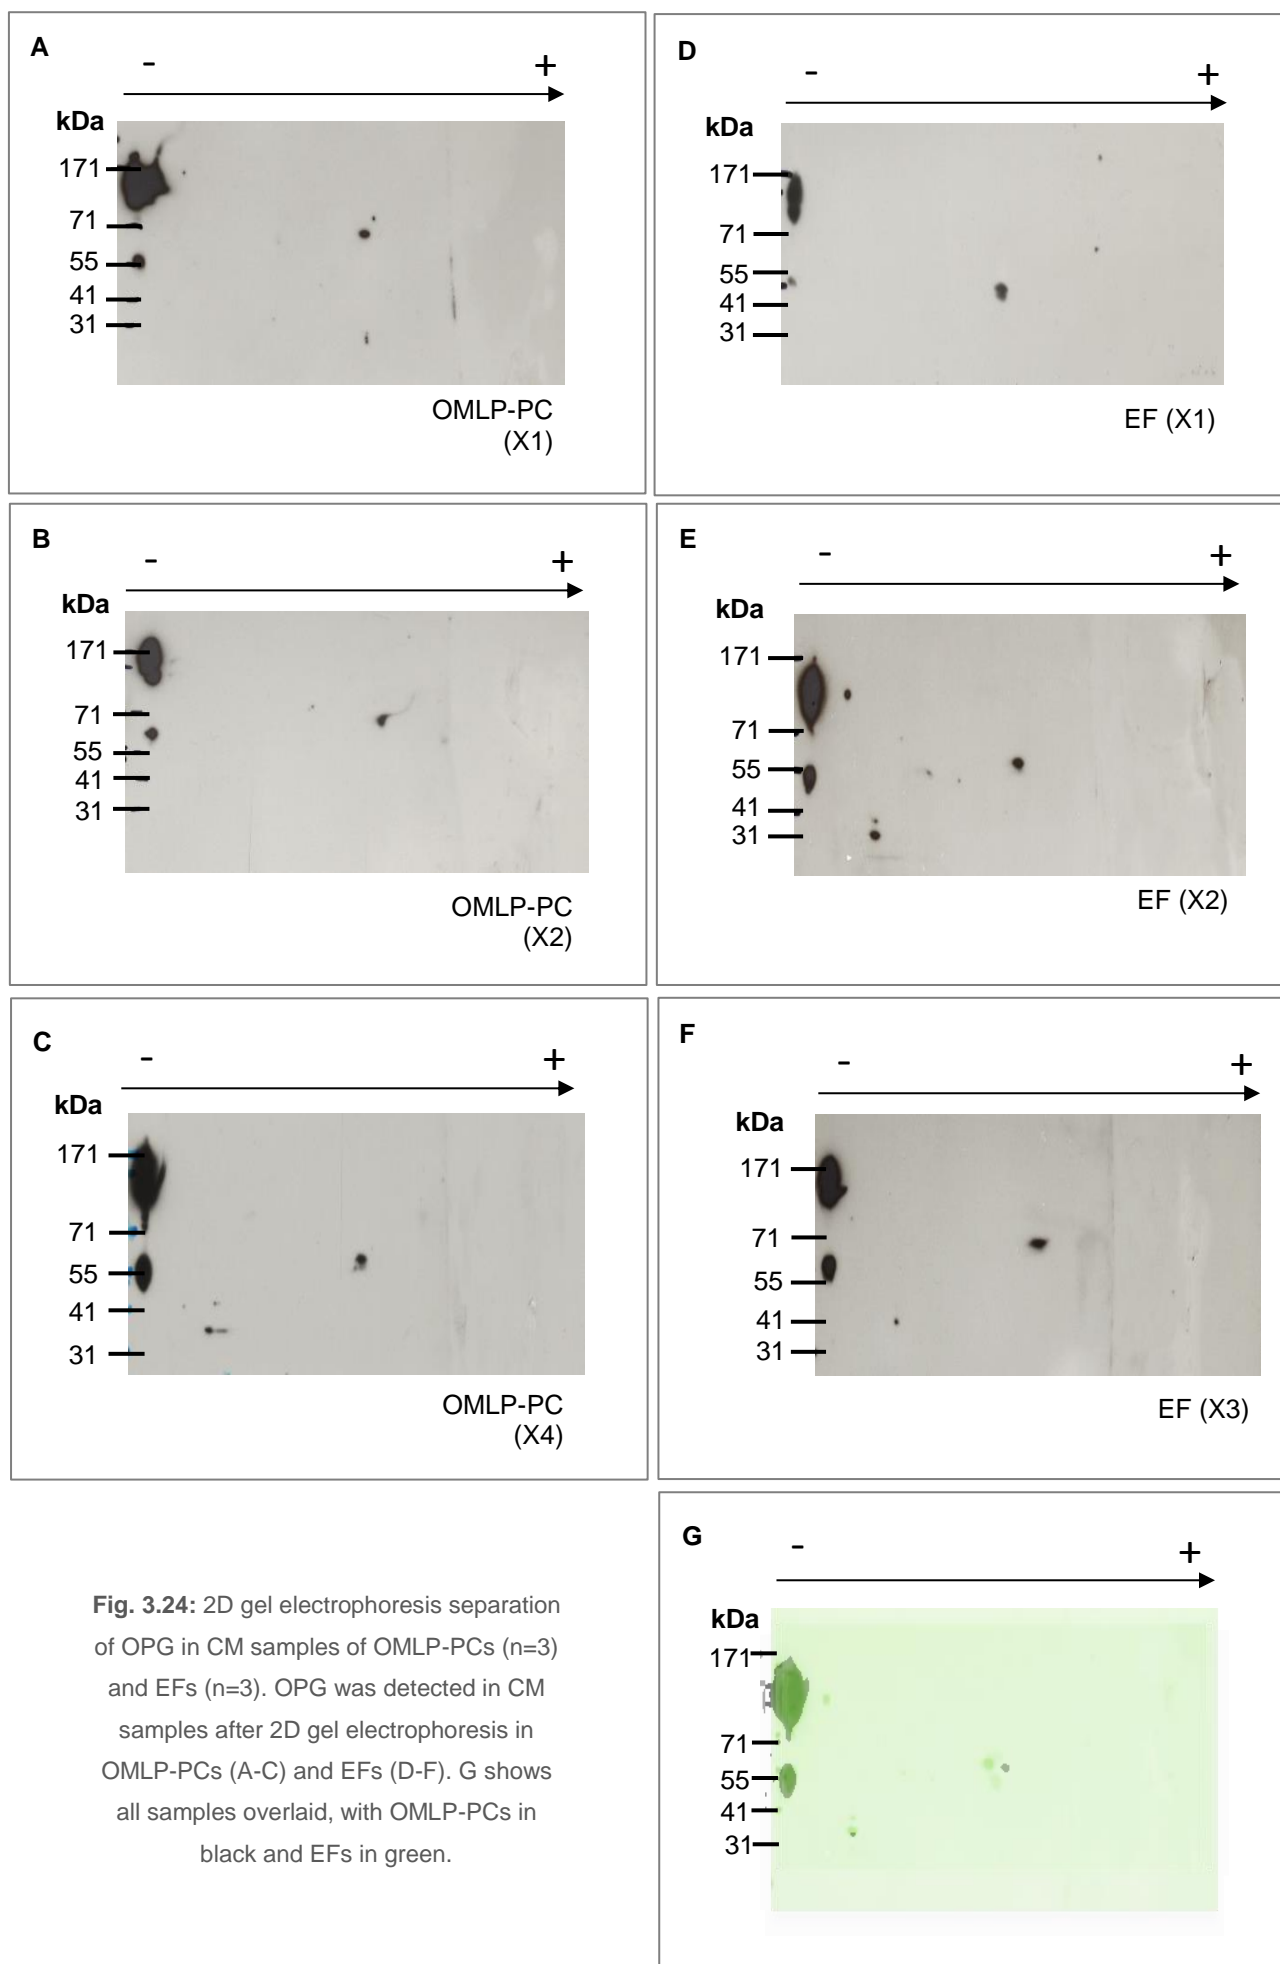 A
- +
kDa
171
71
55
41
31
OMLP-PC
(X1)
D
- +
kDa
171
71
55
41
31
EF (X1)
B
- +
kDa
171
71
55
41
31
OMLP-PC
(X2)
E
- +
kDa
171
71
55
41
31
EF (X2)
C
- +
kDa
171
71
55
41
31
OMLP-PC
(X4)
F
- +
kDa
171
71
55
41
31
EF (X3)
Fig. 3.24: 2D gel electrophoresis separation
of OPG in CM samples of OMLP-PCs (n=3)
and EFs (n=3). OPG was detected in CM
samples after 2D gel electrophoresis in
OMLP-PCs (A-C) and EFs (D-F). G shows
all samples overlaid, with OMLP-PCs in
black and EFs in green.
G
- +
kDa
171
71
55
41
31